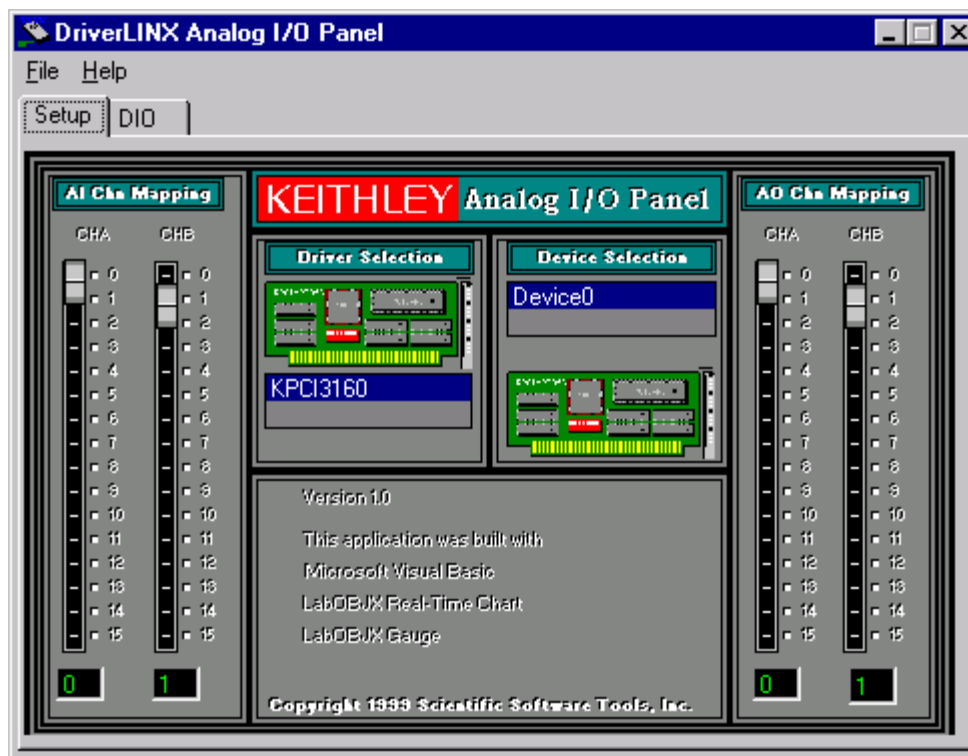 DriverLINX Analog I/O Panel
File Help
Setup DIO
AI Chn Mapping
CHA CHB
0 0
1 1
2 2
3 3
4 4
5 5
6 6
7 7
8 8
9 9
10 10
11 11
12 12
13 13
14 14
15 15
0 1
KEITHLEY Analog I/O Panel
Driver Selection
KPCI3160
Device Selection
Device0
Version 1.0
This application was built with
Microsoft Visual Basic
LabOBJX Real-Time Chart
LabOBJX Gauge
Copyright 1999 Scientific Software Tools, Inc.
AO Chn Mapping
CHA CHB
0 0
1 1
2 2
3 3
4 4
5 5
6 6
7 7
8 8
9 9
10 10
11 11
12 12
13 13
14 14
15 15
0 1